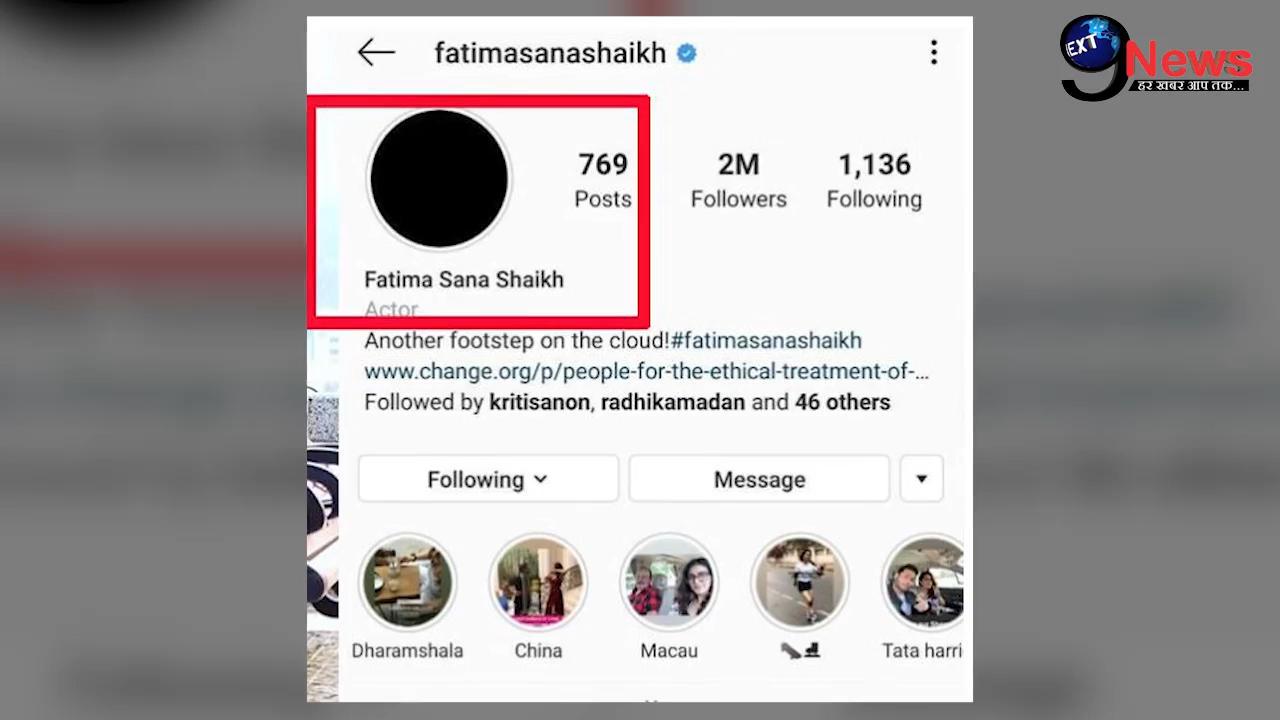 fatimasanashaikh
EXT
9News
हर खबर आप तक...
769
Posts
2M
Followers
1,136
Following
Fatima Sana Shaikh
Actor
Another footstep on the cloud!#fatimasanashaikh
www.change.org/p/people-for-the-ethical-treatment-of-...
Followed by kritisanon, radhikamadan and 46 others
Following
Message
Dharamshala
China
Macau
Tata harri